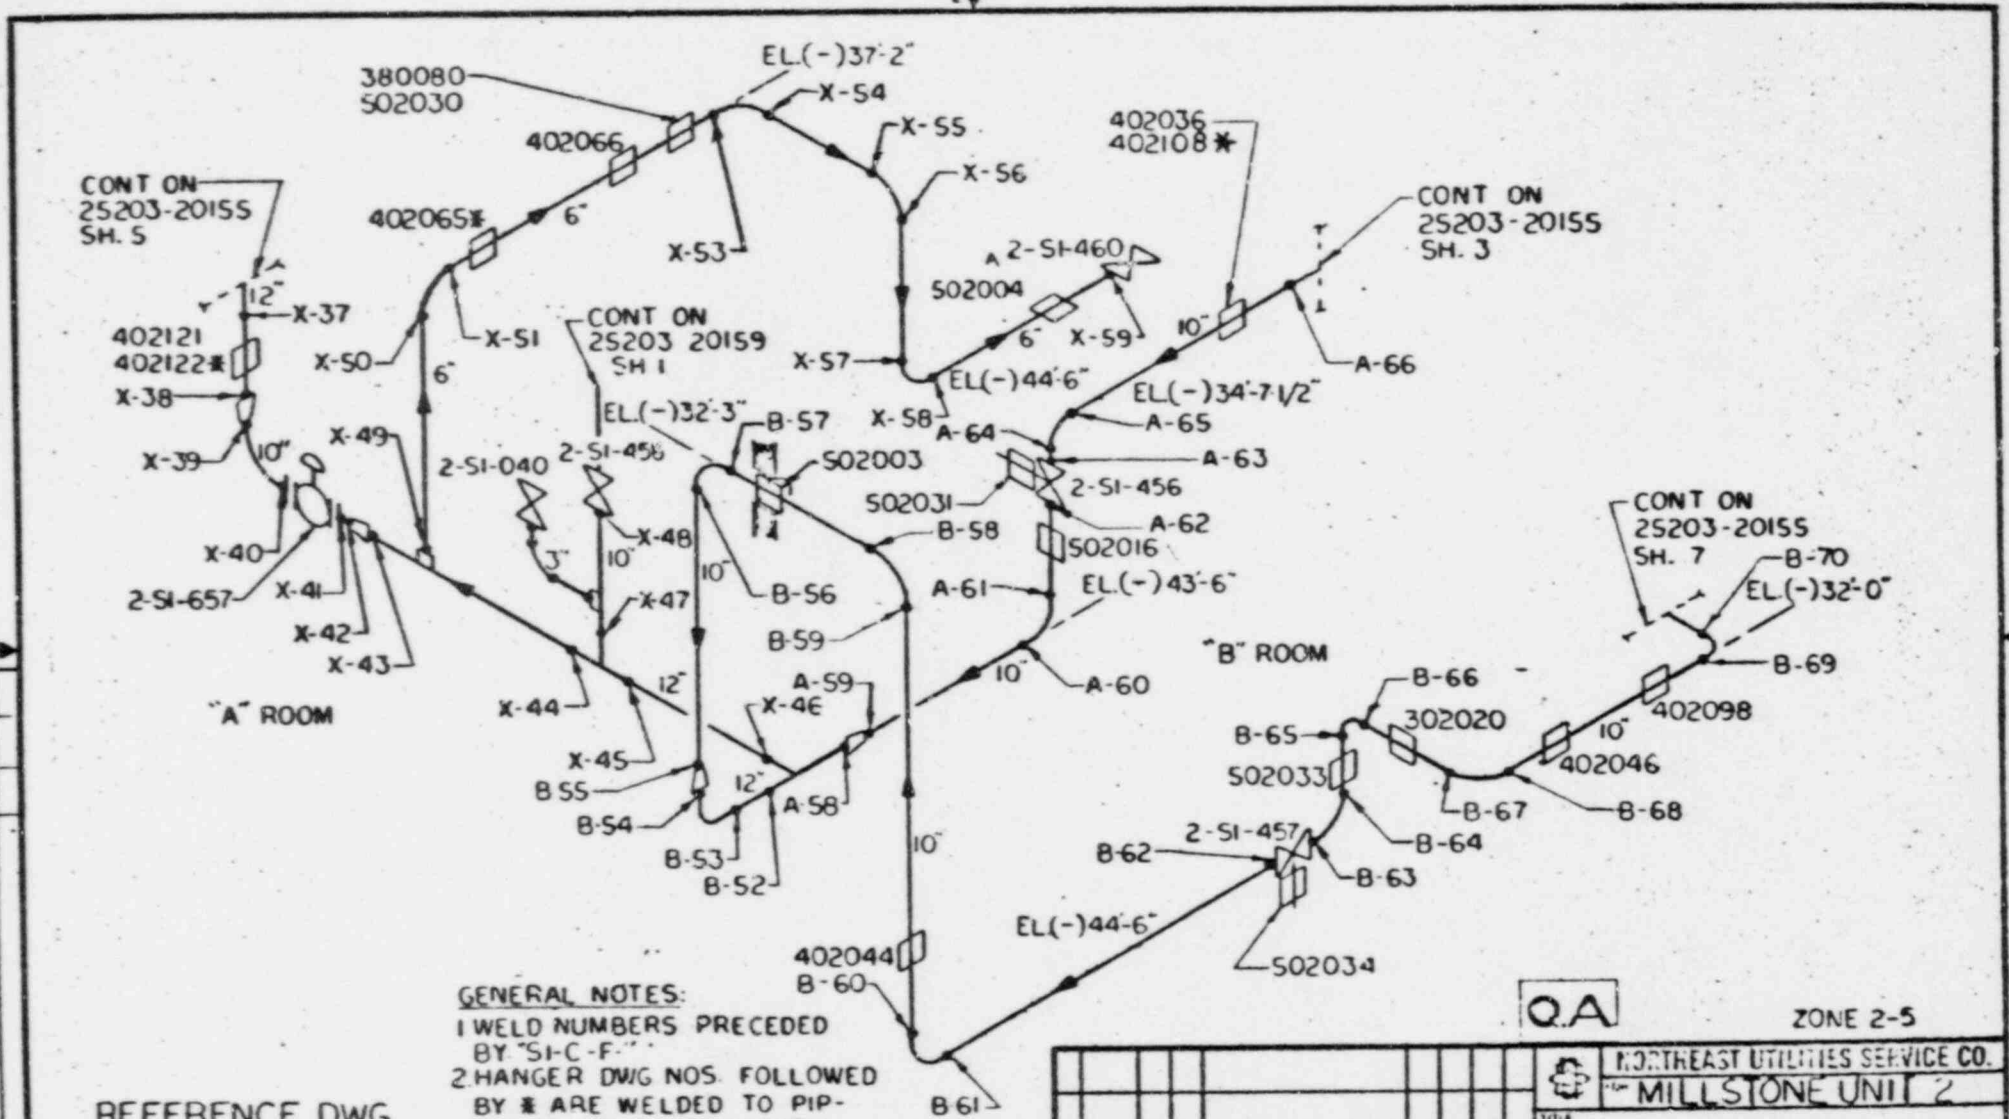 EL.(-)37'-2"
380080
502030
X-54
402066
X-55
402036
402108*
CONT ON
25203-20155
SH. 5
X-56
CONT ON
25203-20155
SH. 3
402065*
6"
X-53
2-SI-460
A
502004
12"
X-37
X-51
CONT ON
25203 20159
SH 1
6"
X-59
10"
402121
402122*
X-50
X-57
A-66
6"
EL(-)44'-6"
EL(-)34'-7 1/2"
X-38
EL(-)32'-3"
B-57
X-58
A-64
A-65
X-49
X-39
10"
2-SI-040
2-SI-458
502003
A-63
502031
2-SI-456
CONT ON
25203-20155
SH. 7
A-62
B-58
X-48
X-40
502016
B-70
3"
10"
10"
EL.(-)43'-6"
EL.(-)32'-0"
2-SI-657
X-41
B-56
A-61
X-47
X-42
B-59
X-43
"B" ROOM
B-69
A-59
10"
A-60
B-66
12"
"A" ROOM
X-44
X-46
302020
402098
B-65
10"
X-45
402046
502033
B-55
12"
A-58
B-67
B-68
B-54
2-SI-457
B-64
B-53
10"
B-62
B-63
B-52
EL(-)44'-6"
402044
502034
B-60
GENERAL NOTES:
1 WELD NUMBERS PRECEDED
BY "SI-C-F-"
2. HANGER DWG NOS. FOLLOWED
BY * ARE WELDED TO PIP-
Q.A
ZONE 2-5
NORTHEAST UTILITIES SERVICE CO.
MILLSTONE UNIT 2
REFERENCE DWG
B-61